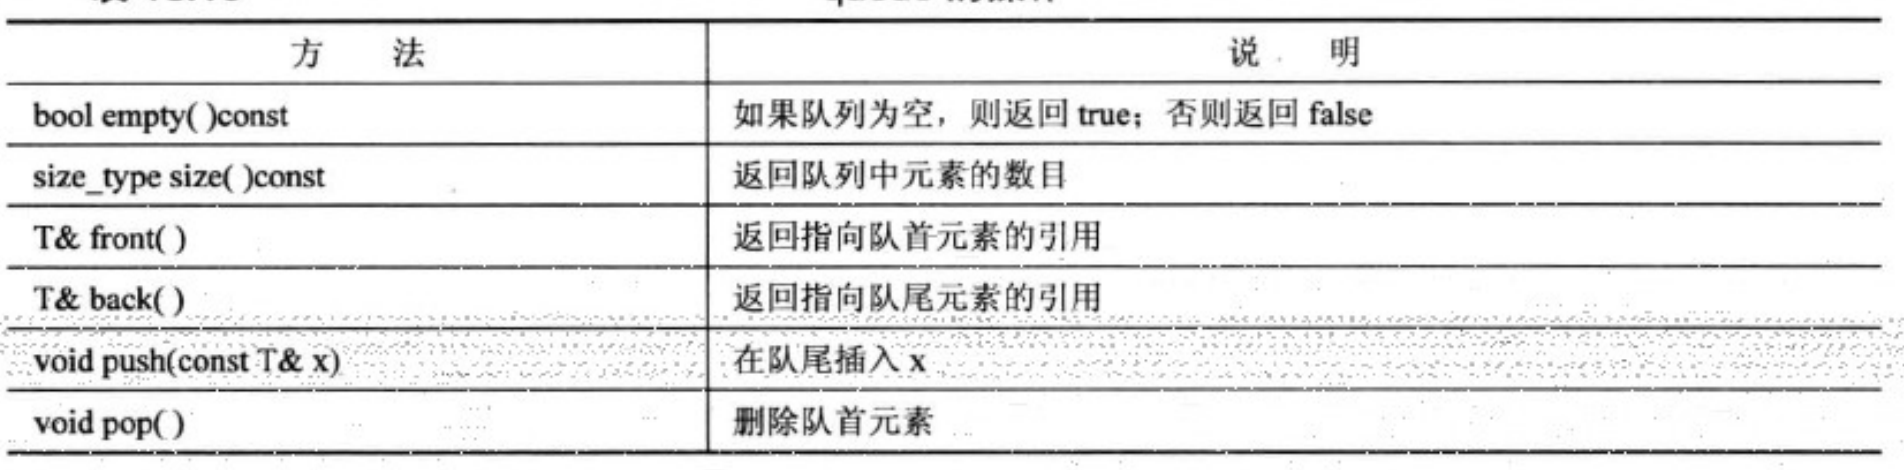 方 法 说 明
bool empty( )const 如果队列为空，则返回 true；否则返回 false
size_type size( )const 返回队列中元素的数目
T& front( ) 返回指向队首元素的引用
T& back( ) 返回指向队尾元素的引用
void push(const T& x) 在队尾插入 x
void pop( ) 删除队首元素